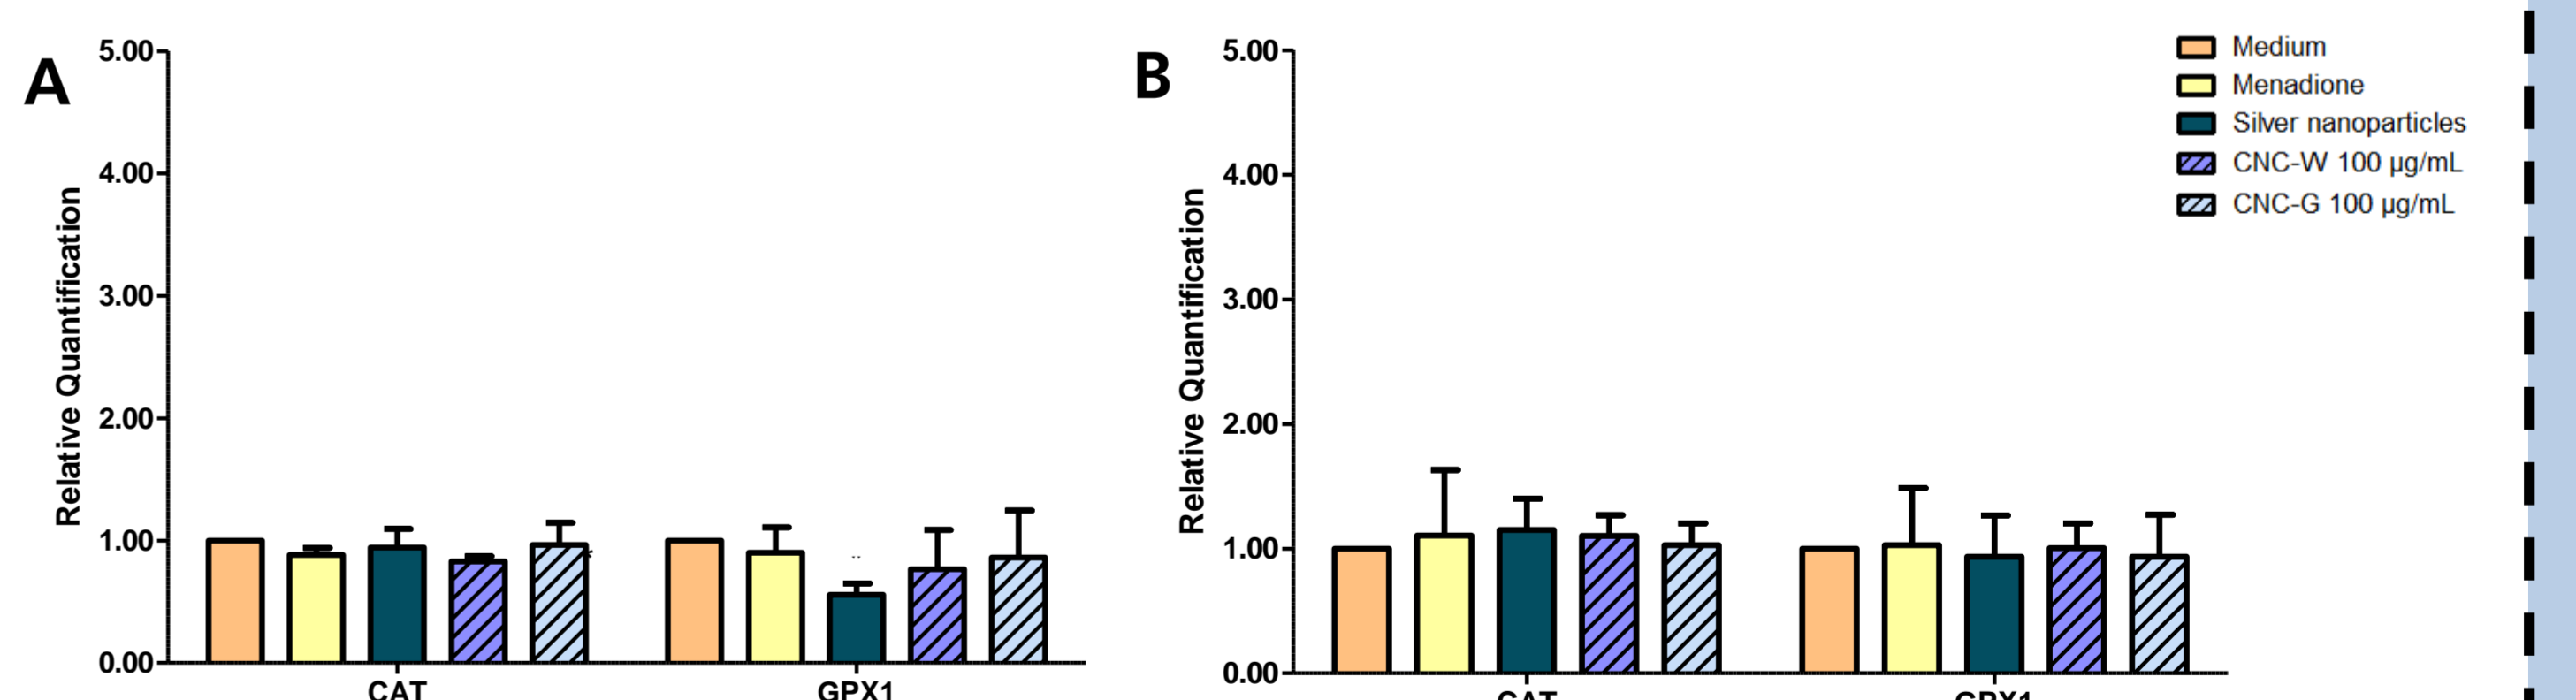 A
5.00
4.00
3.00
2.00
1.00
0.00
Relative Quantification
*
CAT
GPX1
B
5.00
4.00
3.00
2.00
1.00
0.00
Relative Quantification
CAT
GPX1
Medium
Menadione
Silver nanoparticles
CNC-W 100 µg/mL
CNC-G 100 µg/mL